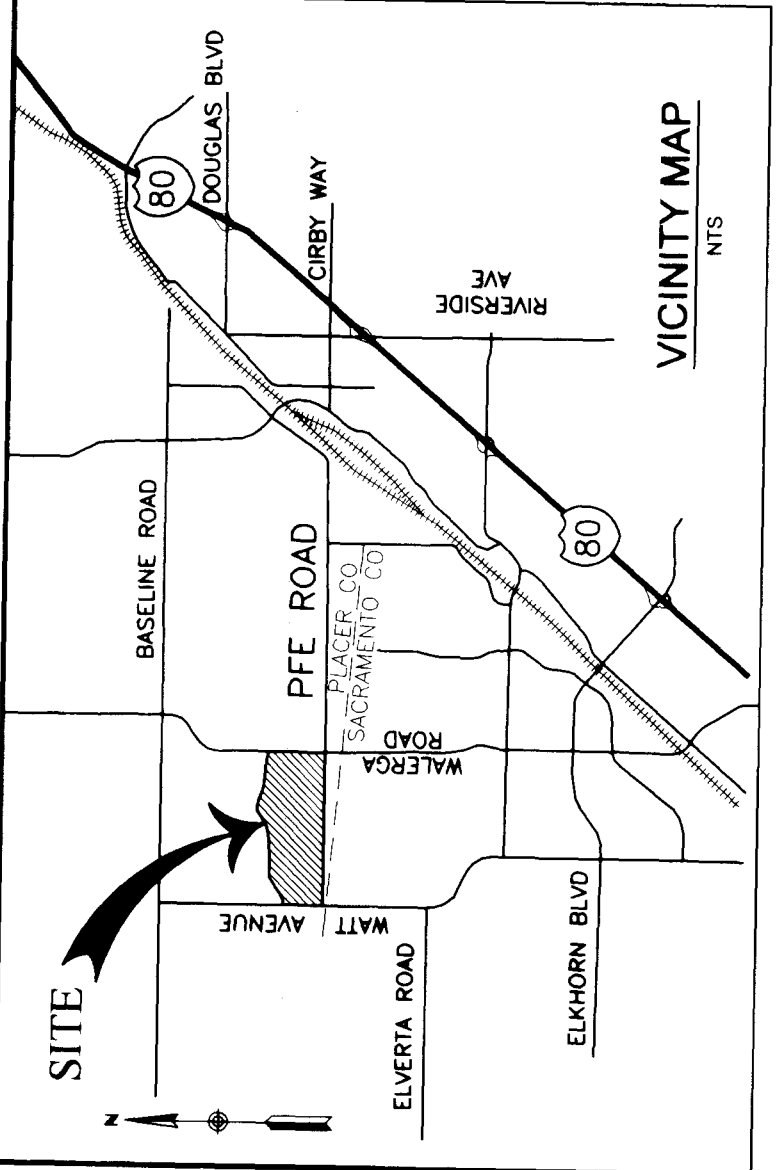 DOUGLAS BLVD
80
CIRBY WAY
RIVERSIDE
AVE
VICINITY MAP
NTS
BASELINE ROAD
PFE ROAD
PLACER CO
SACRAMENTO CO
80
WALERGA
ROAD
SITE
WATT AVENUE
ELVERTA ROAD
ELKHORN BLVD
N